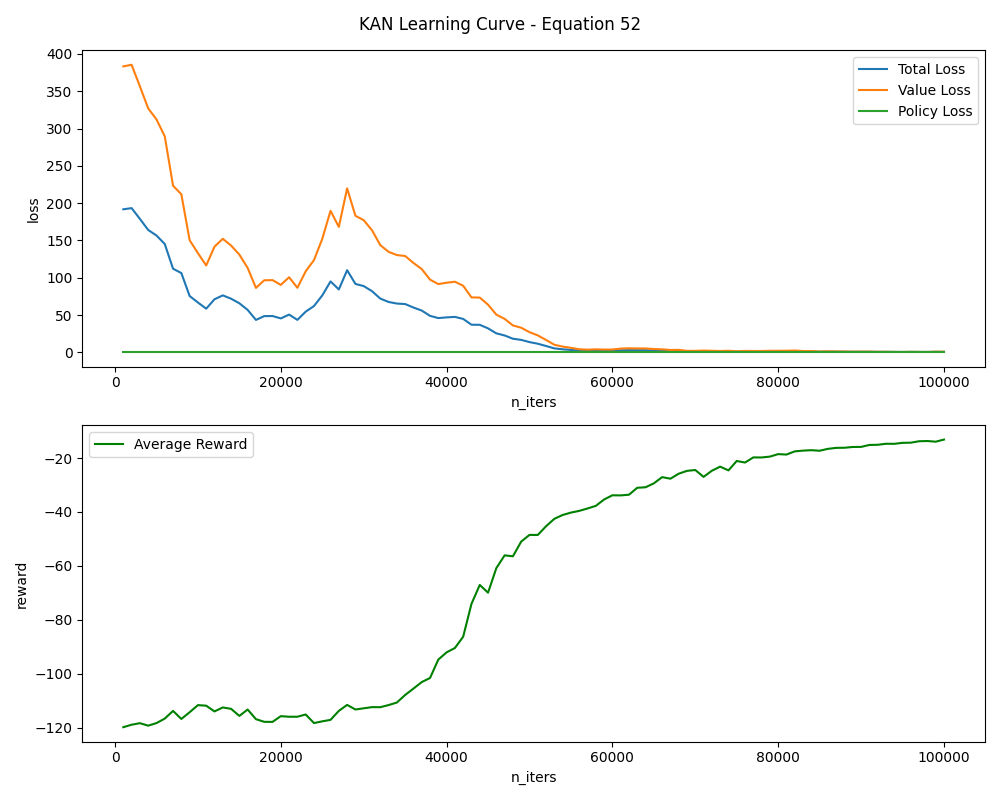 KAN Learning Curve - Equation 52
400
350
300
250
200
150
100
50
0
loss
Total Loss
Value Loss
Policy Loss
0 20000 40000 60000 80000 100000
n_iters
Average Reward
−20
−40
−60
−80
−100
−120
reward
0 20000 40000 60000 80000 100000
n_iters